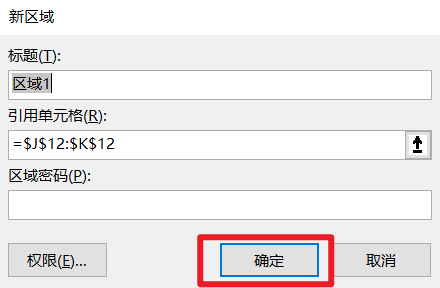 新区域
标题(T):
区域1
引用单元格(R):
=$J$12:$K$12
区域密码(P):
权限(E)... 确定 取消